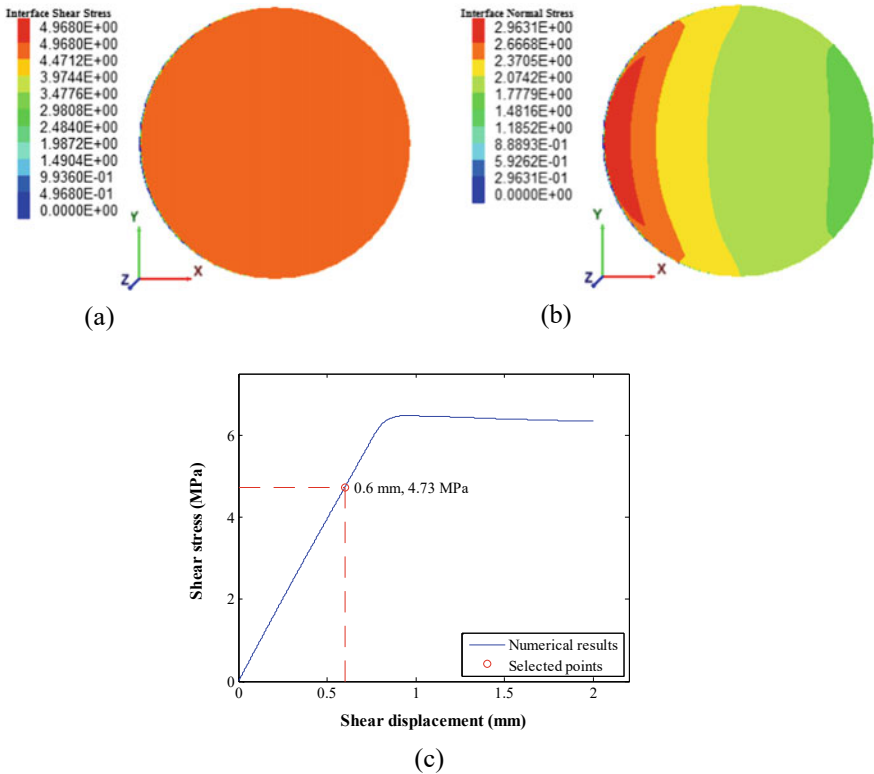 Interface Shear Stress
4.9680E+00
4.9680E+00
4.4712E+00
3.9744E+00
3.4776E+00
2.9808E+00
2.4840E+00
1.9872E+00
1.4904E+00
9.9360E-01
4.9680E-01
0.0000E+00
Y
Z
X
(a)
Interface Normal Stress
2.9631E+00
2.6668E+00
2.3705E+00
2.0742E+00
1.7779E+00
1.4816E+00
1.1852E+00
8.8893E-01
5.9262E-01
2.9631E-01
0.0000E+00
Y
Z
X
(b)
Shear stress (MPa)
6
4
2
0
0.6 mm, 4.73 MPa
Numerical results
Selected points
0
0.5
1
1.5
2
Shear displacement (mm)
(c)